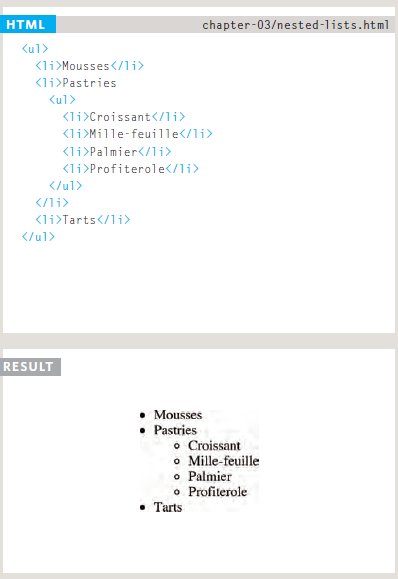 HTML chapter-03/nested-lists.html
<ul>
<li>Mousses</li>
<li>Pastries
<ul>
<li>Croissant</li>
<li>Mille-feuille</li>
<li>Palmier</li>
<li>Profiterole</li>
</ul>
</li>
<li>Tarts</li>
</ul>
RESULT
• Mousses
• Pastries
◦ Croissant
◦ Mille-feuille
◦ Palmier
◦ Profiterole
• Tarts